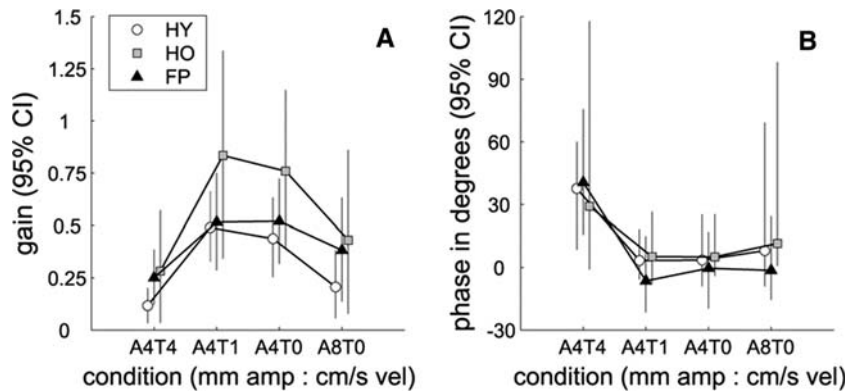 A
HY
HO
FP
gain (95% CI)
1.5
1.25
1
0.75
0.5
0.25
0
A4T4 A4T1 A4T0 A8T0
condition (mm amp : cm/s vel)
B
phase in degrees (95% CI)
120
90
60
30
0
-30
A4T4 A4T1 A4T0 A8T0
condition (mm amp : cm/s vel)